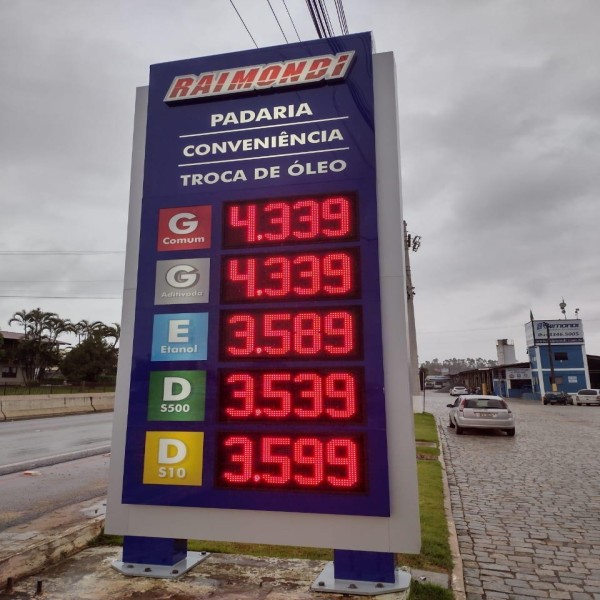 RAIMONDI
PADARIA
CONVENIÊNCIA
TROCA DE ÓLEO
G Comum 4.339
G Aditivada 4.339
E Etanol 3.589
D S500 3.539
D S10 3.599
RAIMONDI